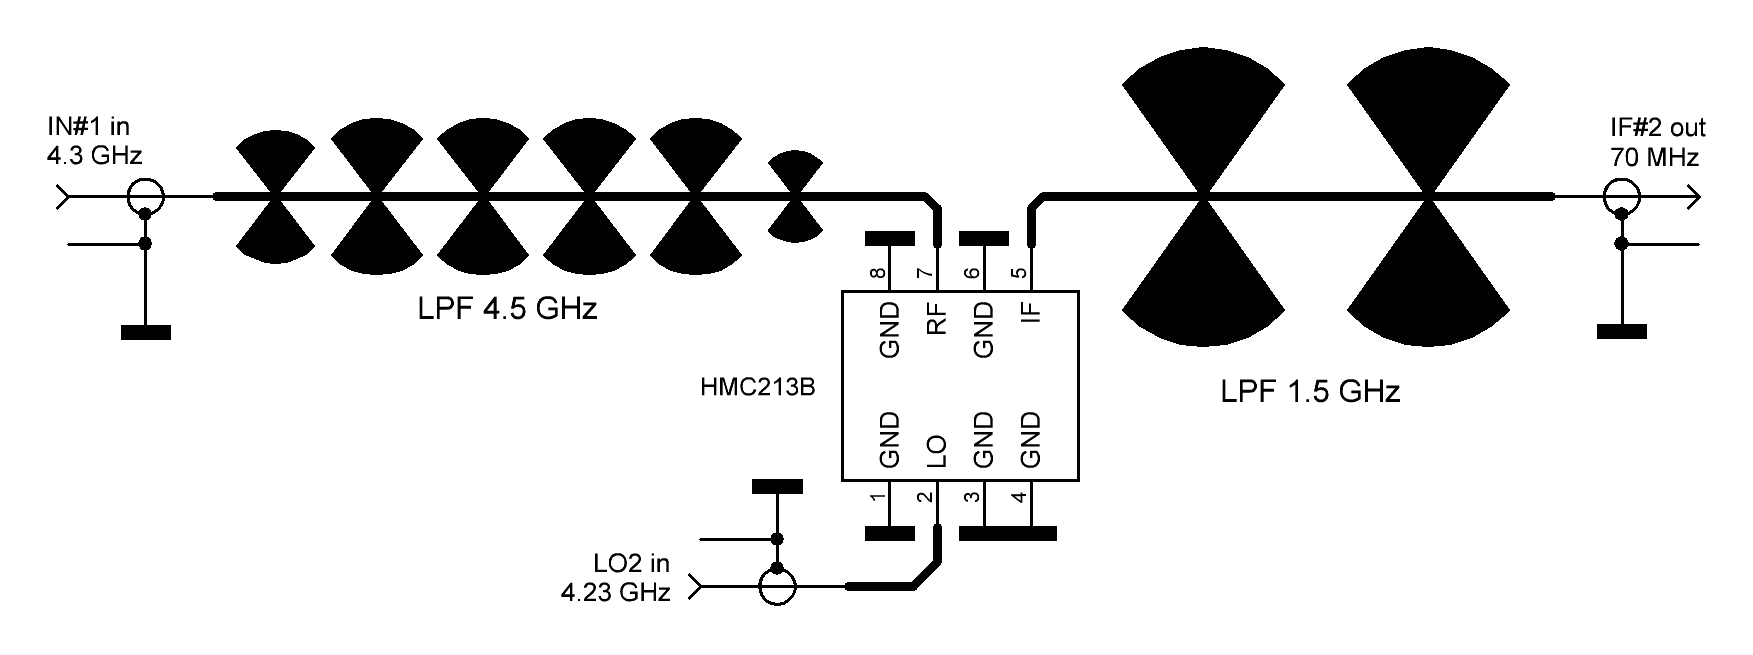 IN#1 in
4.3 GHz
IF#2 out
70 MHz
LPF 4.5 GHz
8
7
6
5
GND
RF
GND
IF
HMC213B
LPF 1.5 GHz
GND
LO
GND
GND
1
2
3
4
LO2 in
4.23 GHz